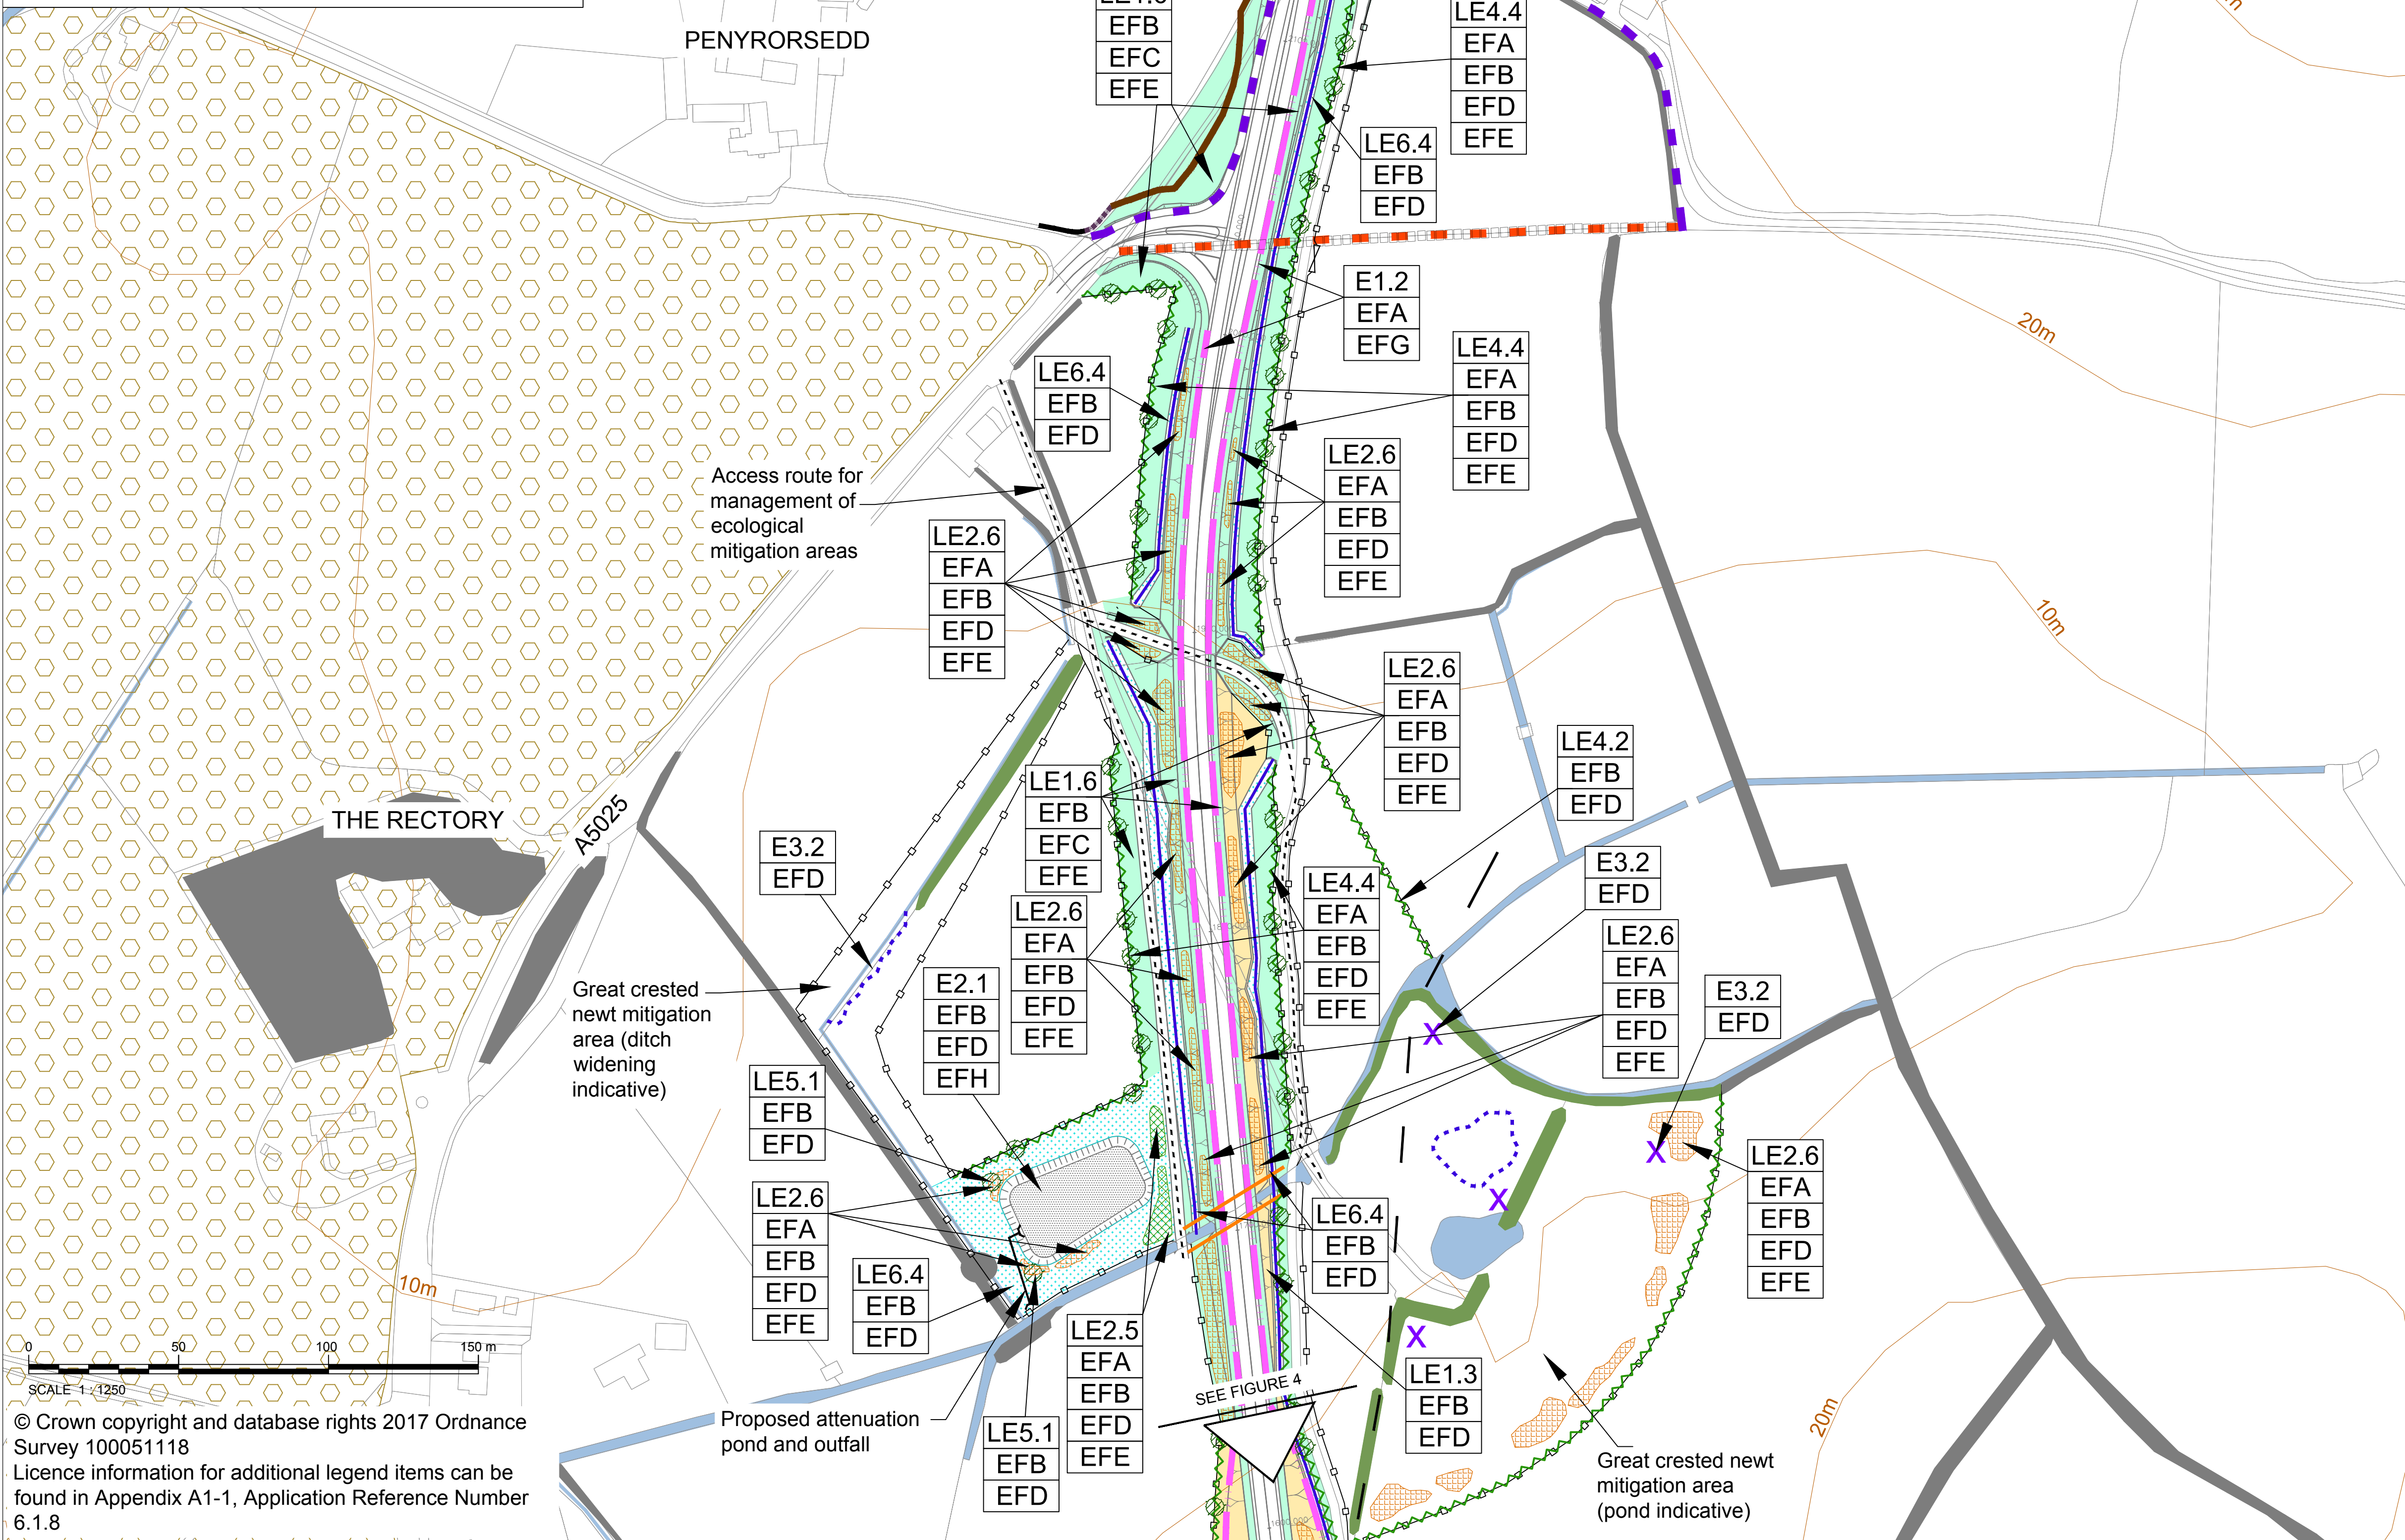 PENYRORSEDD
EFB
EFC
EFE
LE4.4
EFA
EFB
EFD
EFE
LE6.4
EFB
EFD
E1.2
EFA
EFG
20m
LE6.4
EFB
EFD
LE4.4
EFA
EFB
EFD
EFE
Access route for
management of
ecological
mitigation areas
LE2.6
EFA
EFB
EFD
EFE
LE2.6
EFA
EFB
EFD
EFE
10m
LE2.6
EFA
EFB
EFD
EFE
LE4.2
EFB
EFD
THE RECTORY
A5025
LE1.6
EFB
EFC
EFE
E3.2
EFD
E3.2
EFD
LE4.4
EFA
EFB
EFD
EFE
LE2.6
EFA
EFB
EFD
EFE
LE2.6
EFA
EFB
EFD
EFE
E2.1
EFB
EFD
EFH
E3.2
EFD
Great crested
newt mitigation
area (ditch
widening
indicative)
LE5.1
EFB
EFD
X
X
X
X
LE2.6
EFA
EFB
EFD
EFE
LE2.6
EFA
EFB
EFD
EFE
LE6.4
EFB
EFD
LE6.4
EFB
EFD
10m
LE2.5
EFA
EFB
EFD
EFE
LE1.3
EFB
EFD
SEE FIGURE 4
0 50 100 150 m
SCALE 1 : 1250
Proposed attenuation
pond and outfall
LE5.1
EFB
EFD
20m
Great crested newt
mitigation area
(pond indicative)
© Crown copyright and database rights 2017 Ordnance
Survey 100051118
Licence information for additional legend items can be
found in Appendix A1-1, Application Reference Number
6.1.8
1600.000